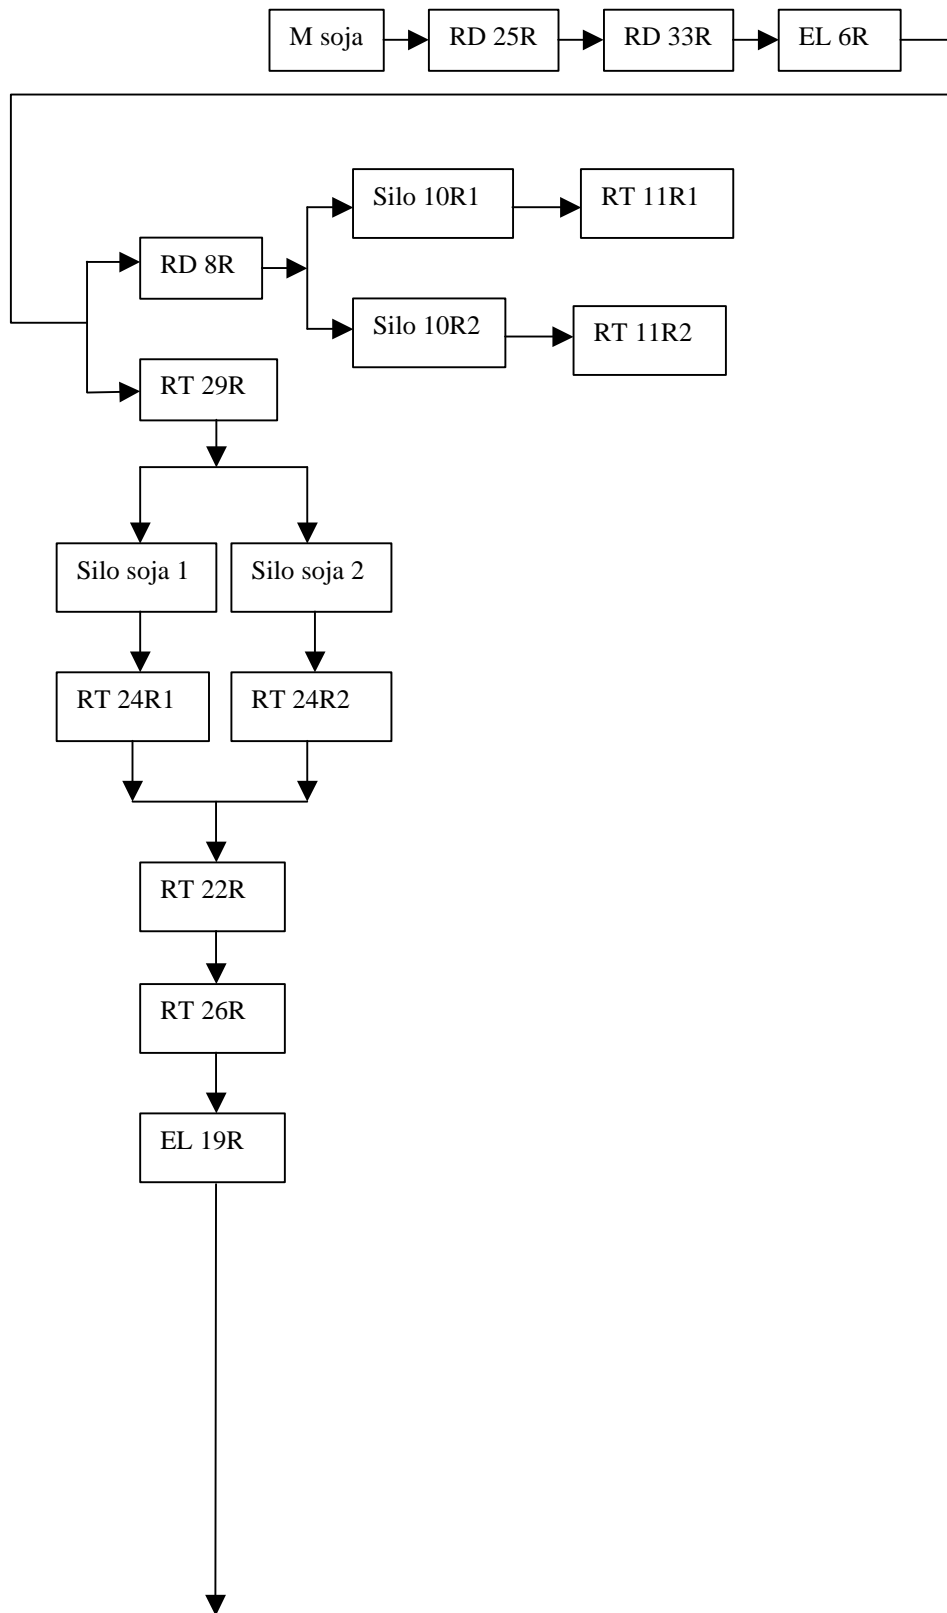 M soja
RD 25R
RD 33R
EL 6R
Silo 10R1
RT 11R1
RD 8R
Silo 10R2
RT 11R2
RT 29R
Silo soja 1
Silo soja 2
RT 24R1
RT 24R2
RT 22R
RT 26R
EL 19R